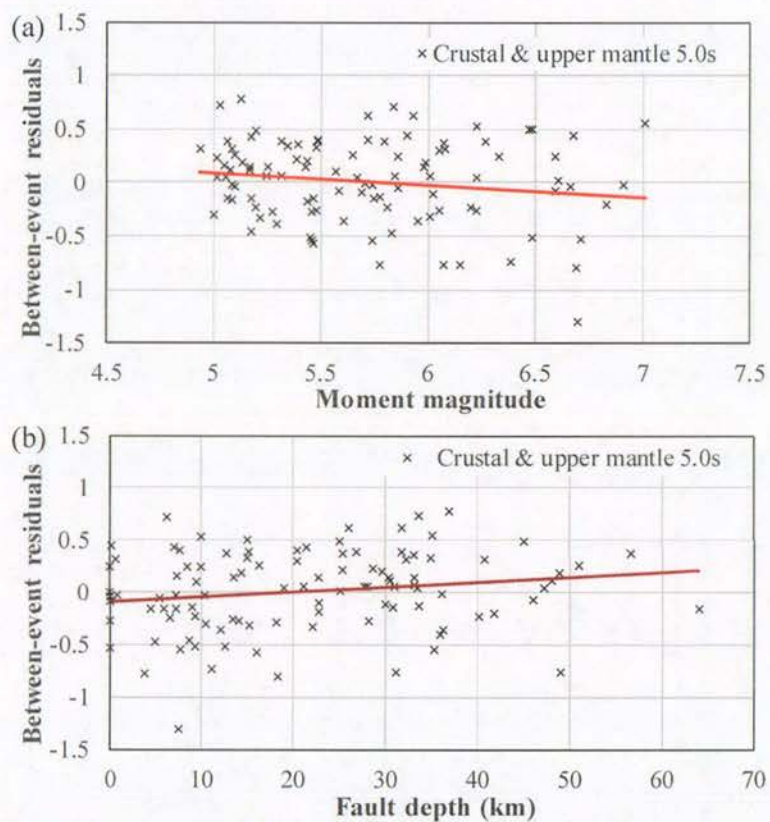 (a)
1.5
1
0.5
0
-0.5
-1
-1.5
Between-event residuals
× Crustal & upper mantle 5.0s
4.5 5 5.5 6 6.5 7 7.5
Moment magnitude
(b)
1.5
1
0.5
0
-0.5
-1
-1.5
Between-event residuals
× Crustal & upper mantle 5.0s
0 10 20 30 40 50 60 70
Fault depth (km)